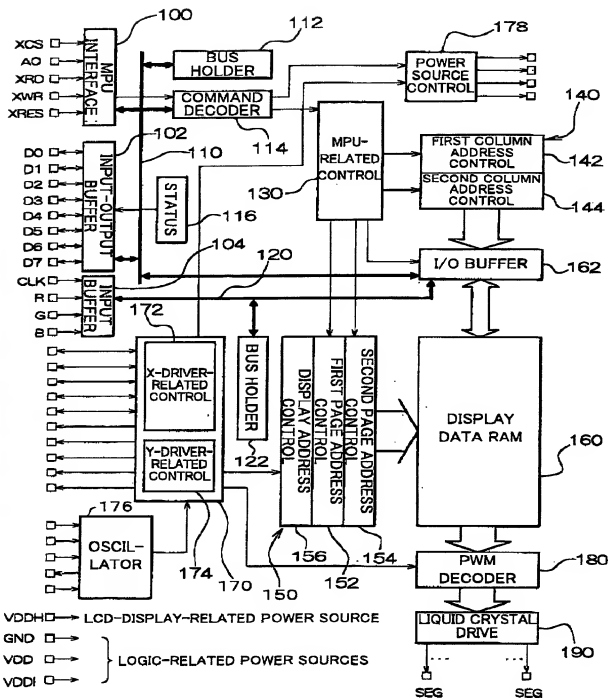 100
112
178
XCS
A0
XRD
XWR
XRES
MPU
INTERFACE
BUS
HOLDER
COMMAND
DECODER
POWER
SOURCE
CONTROL
140
102
110
114
MPU-
RELATED
CONTROL
130
FIRST COLUMN
ADDRESS
CONTROL
142
SECOND COLUMN
ADDRESS
CONTROL
144
D0
D1
D2
D3
D4
D5
D6
D7
INPUT-OUTPUT
BUFFER
STATUS
116
104
120
I/O BUFFER
162
CLK
R
G
B
INPUT
BUFFER
172
X-DRIVER-
RELATED
CONTROL
Y-DRIVER-
RELATED
CONTROL
BUS HOLDER
122
DISPLAY ADDRESS
CONTROL
FIRST PAGE ADDRESS
CONTROL
SECOND PAGE ADDRESS
CONTROL
DISPLAY
DATA RAM
160
176
OSCIL-
LATOR
174
170
150
156
152
154
PWM
DECODER
180
VDDH
LCD-DISPLAY-RELATED POWER SOURCE
GND
VDD
VDDI
LOGIC-RELATED POWER SOURCES
LIQUID CRYSTAL
DRIVE
190
SEG
SEG